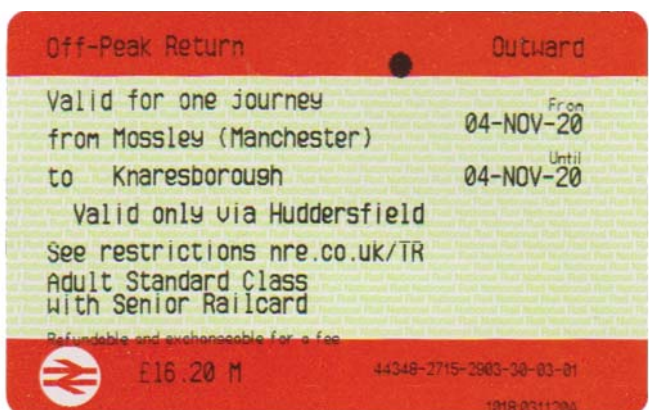 Off-Peak Return Outward
Valid for one journey
From
from Mossley (Manchester) 04-NOV-20
Until
to Knaresborough 04-NOV-20
Valid only via Huddersfield
See restrictions nre.co.uk/TR
Adult Standard Class
with Senior Railcard
Refundable and exchangeable for a fee
£16.20 M 44348-2715-2903-30-03-01